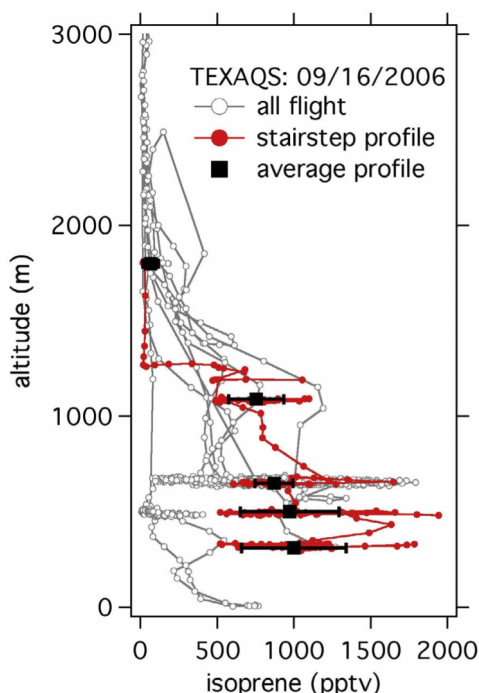 3000
TEXAQS: 09/16/2006
all flight
stairstep profile
average profile
2000
altitude (m)
1000
0
0 500 1000 1500 2000
isoprene (pptv)